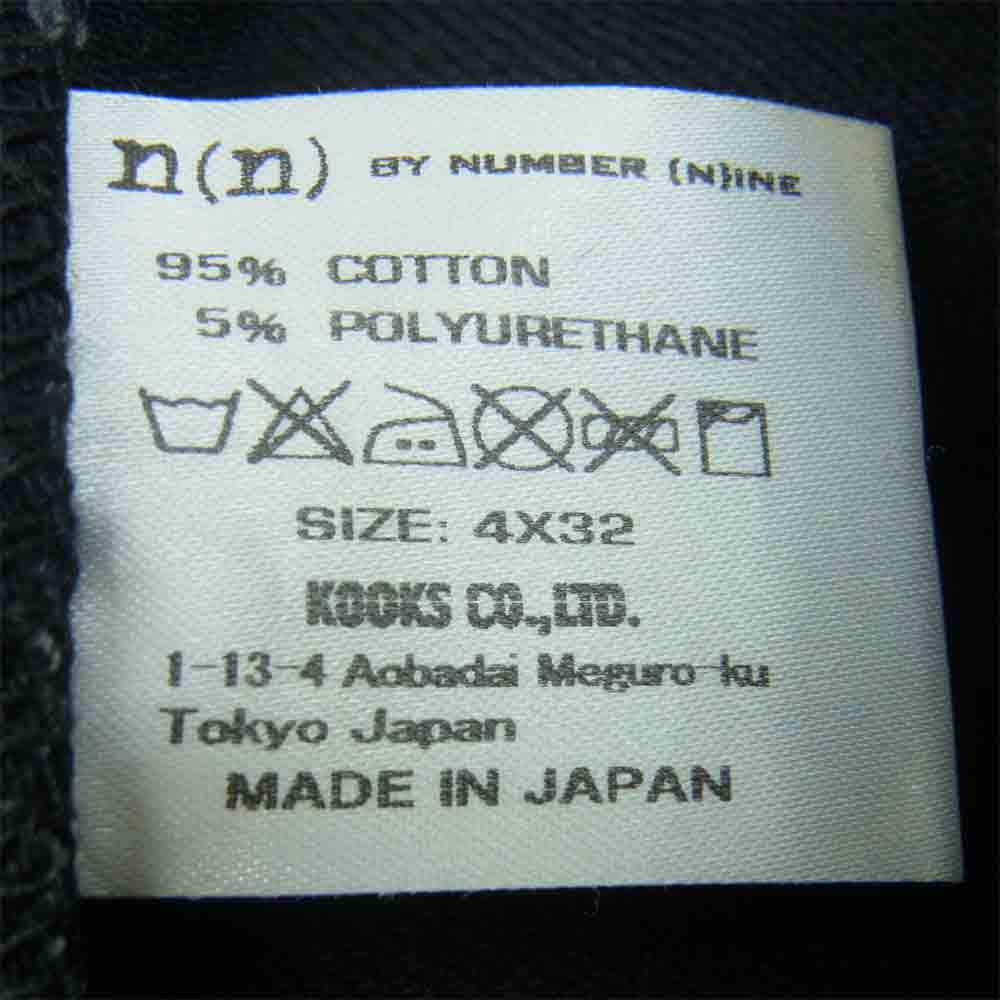 n(n) BY NUMBER (N)INE
95% COTTON
5% POLYURETHANE
SIZE: 4X32
KOOKS CO.,LTD.
1-13-4 Aobadai Meguro-ku
Tokyo Japan
MADE IN JAPAN